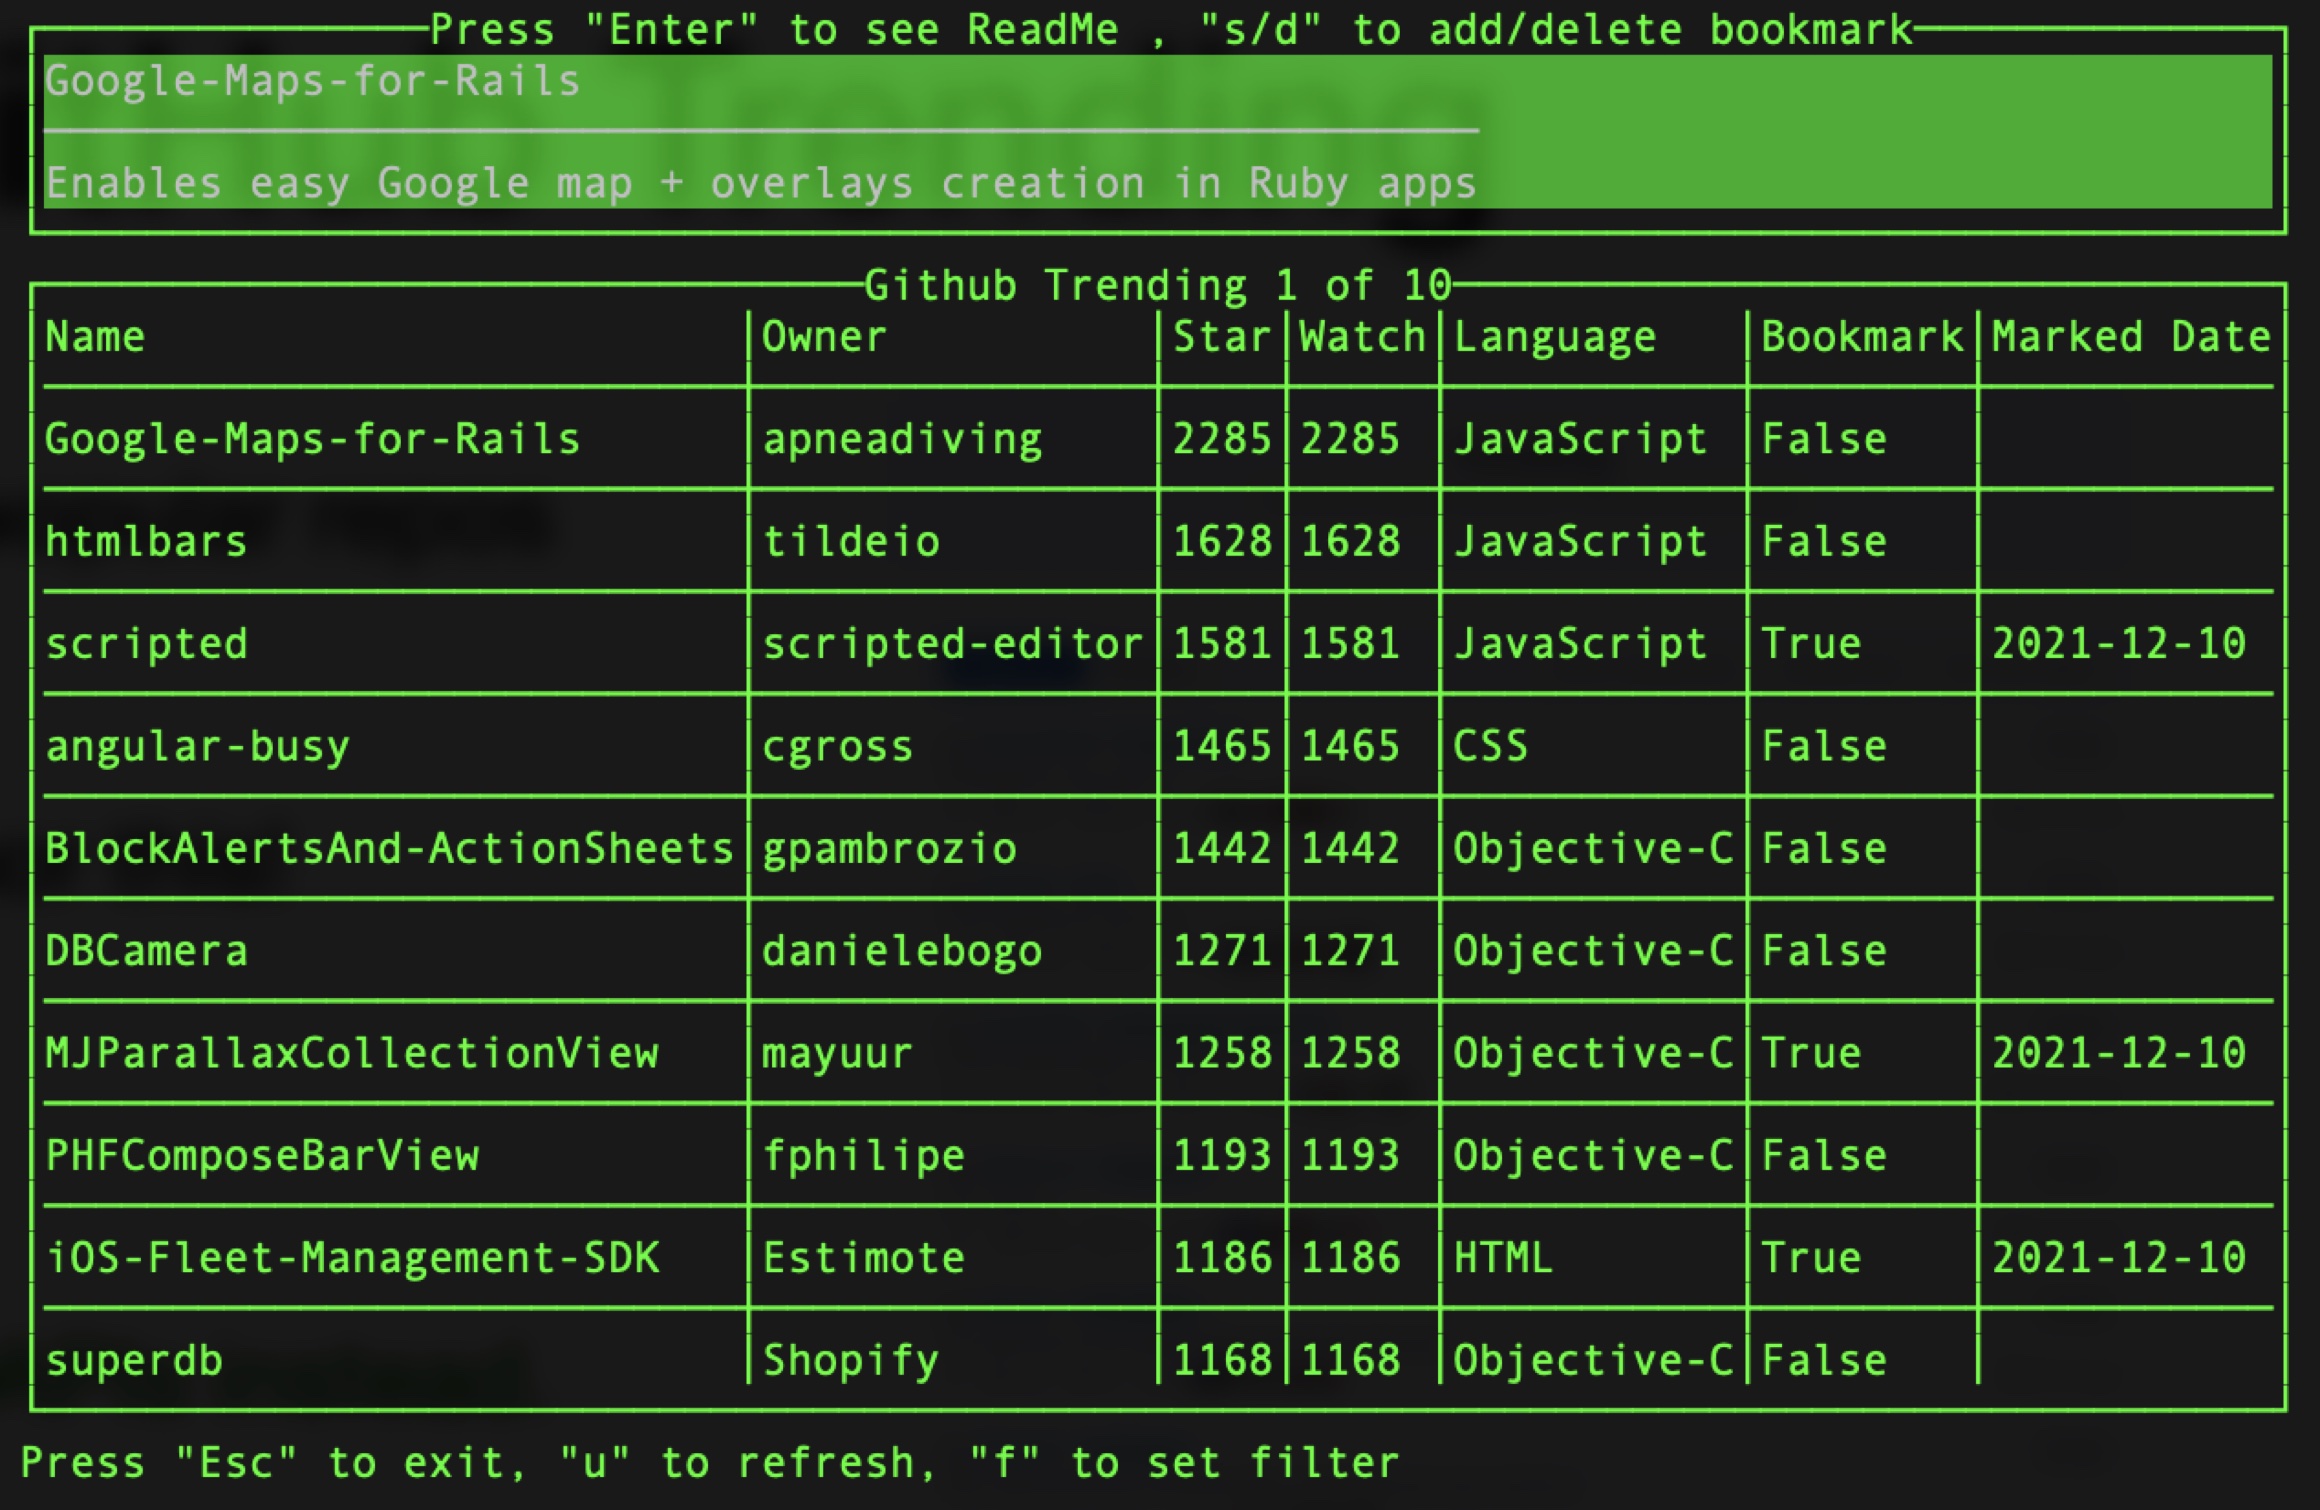 Press "Enter" to see ReadMe , "s/d" to add/delete bookmark
Google-Maps-for-Rails
Enables easy Google map + overlays creation in Ruby apps
Github Trending 1 of 10
Name Owner Star Watch Language Bookmark Marked Date
Google-Maps-for-Rails apneadiving 2285 2285 JavaScript False
htmlbars tildeio 1628 1628 JavaScript False
scripted scripted-editor 1581 1581 JavaScript True 2021-12-10
angular-busy cgross 1465 1465 CSS False
BlockAlertsAnd-ActionSheets gpambrozio 1442 1442 Objective-C False
DBCamera danielebogo 1271 1271 Objective-C False
MJParallaxCollectionView mayuur 1258 1258 Objective-C True 2021-12-10
PHFComposeBarView fphilipe 1193 1193 Objective-C False
iOS-Fleet-Management-SDK Estimote 1186 1186 HTML True 2021-12-10
superdb Shopify 1168 1168 Objective-C False
Press "Esc" to exit, "u" to refresh, "f" to set filter